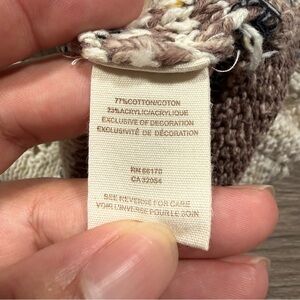 77%COTTON/COTON
23%ACRYLIC/ACRYLIQUE
EXCLUSIVE OF DECORATION
EXCLUSIVITÉ DE DÉCORATION
RN 66170
CA 32054
SEE REVERSE FOR CARE
VOIR L'INVERSE POUR LE SOIN